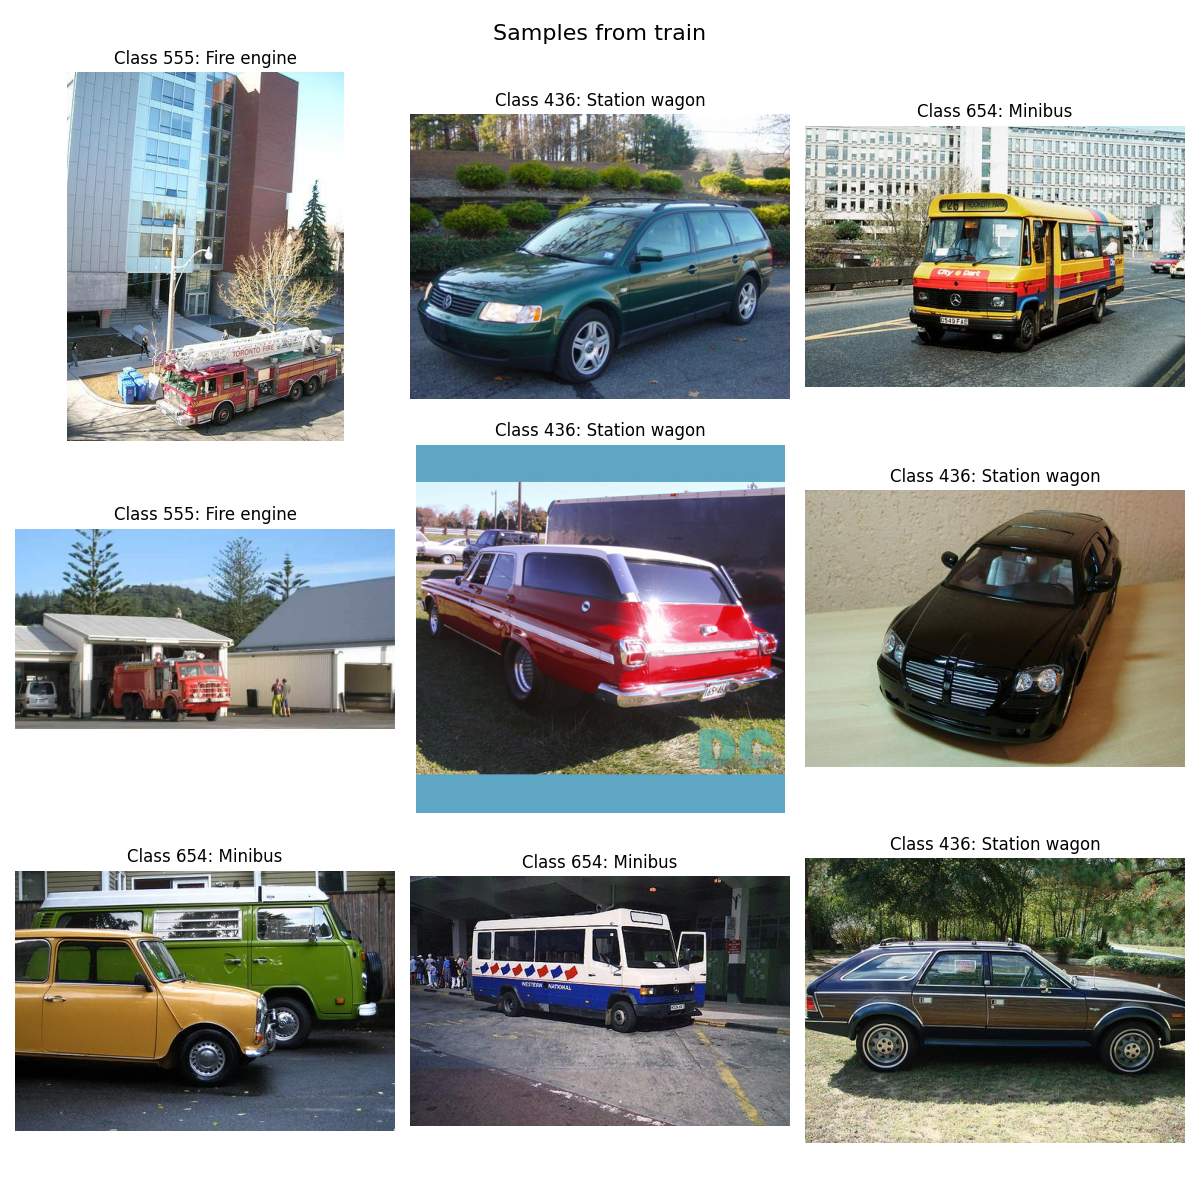 Samples from train
Class 555: Fire engine
TORONTO FIRE
Class 436: Station wagon
Class 654: Minibus
City Dart
Class 555: Fire engine
Class 436: Station wagon
DC
Class 436: Station wagon
Class 654: Minibus
Class 654: Minibus
WESTERN NATIONAL
Class 436: Station wagon